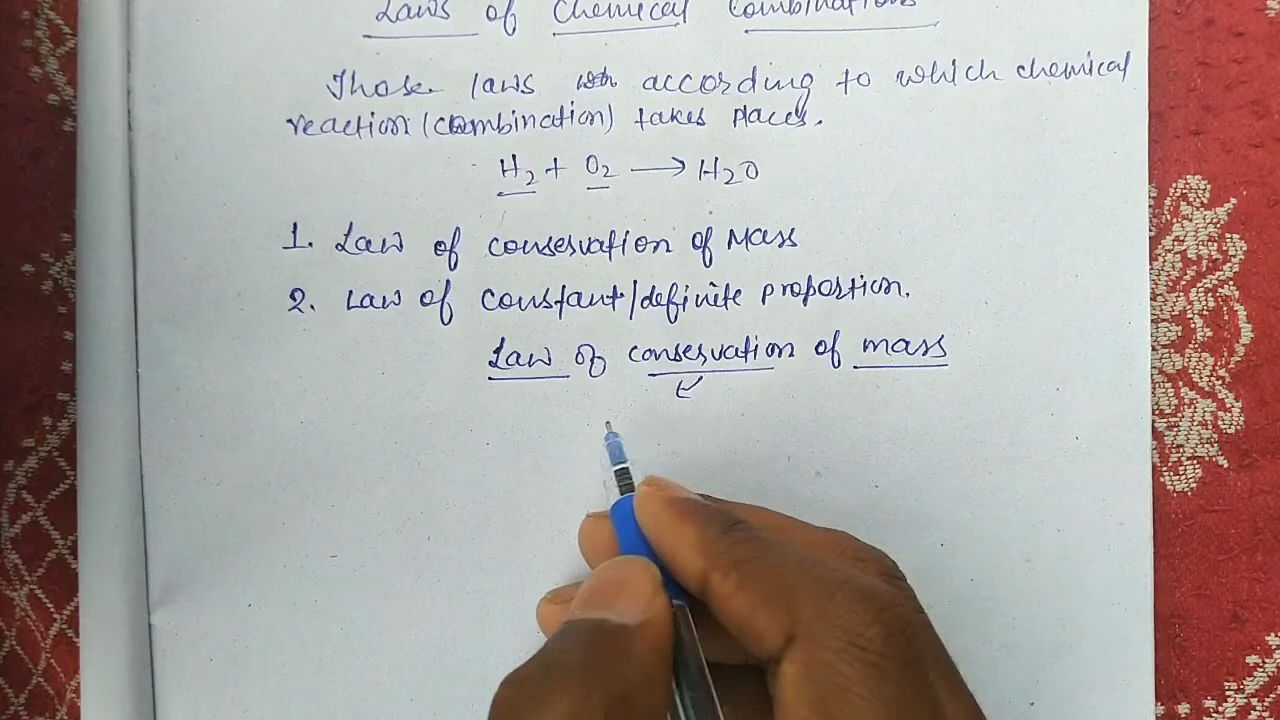 Laws of Chemical Combinations
Those laws according to which chemical
reaction (combination) takes places.
H2 + O2 → H2O
1. Law of conservation of Mass
2. Law of constant/definite proportion.
Law of conservation of mass